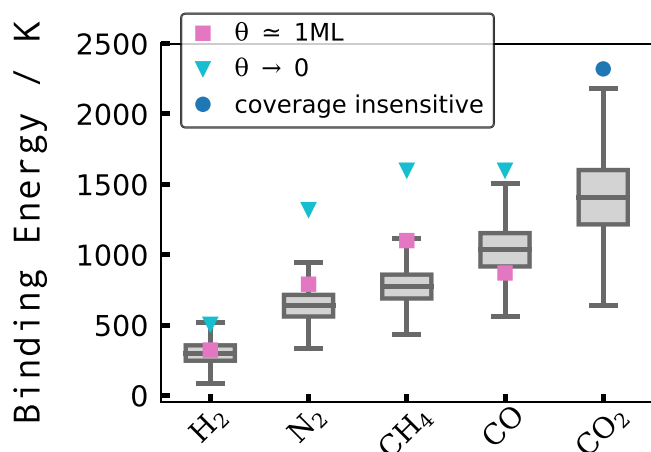 Binding Energy / K
2500
2000
1500
1000
500
0
θ ≃ 1ML
θ → 0
coverage insensitive
H₂
N₂
CH₄
CO
CO₂